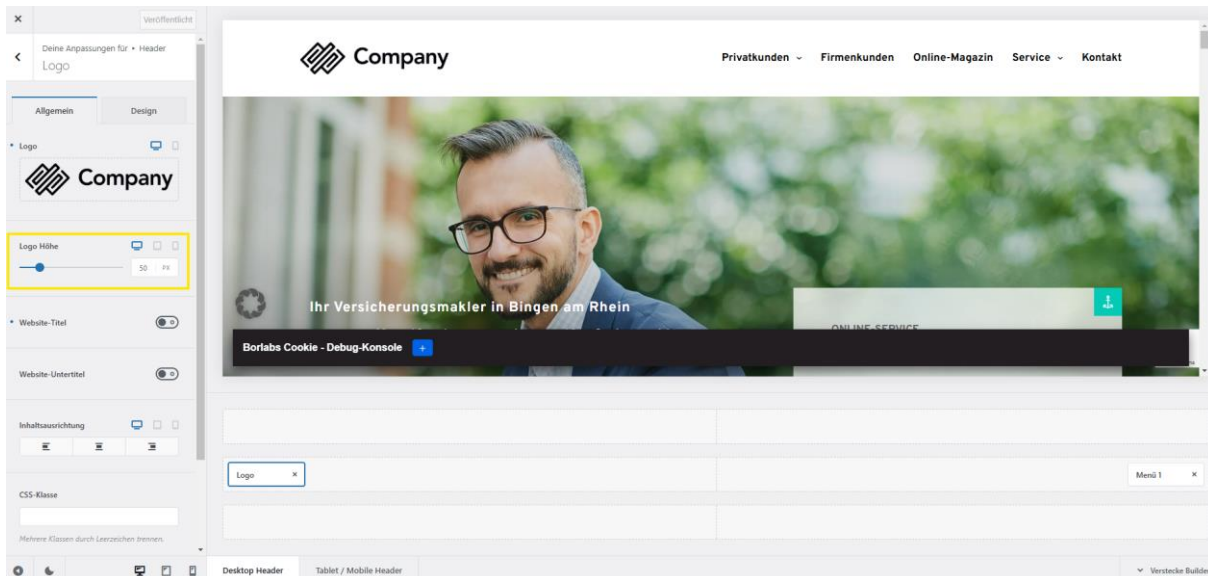 Veröffentlicht
Deine Anpassungen für • Header
Logo
Allgemein
Design
Logo
Company
Logo Höhe
50 PX
Website-Titel
Website-Untertitel
Inhaltsausrichtung
CSS-Klasse
Mehrere Klassen durch Leerzeichen trennen.
Company
Privatkunden
Firmenkunden
Online-Magazin
Service
Kontakt
Ihr Versicherungsmakler in Bingen am Rhein
ONLINE-SERVICE
Borlabs Cookie - Debug-Konsole +
Logo ×
Menü 1 ×
Desktop Header
Tablet / Mobile Header
Verstecke Builder